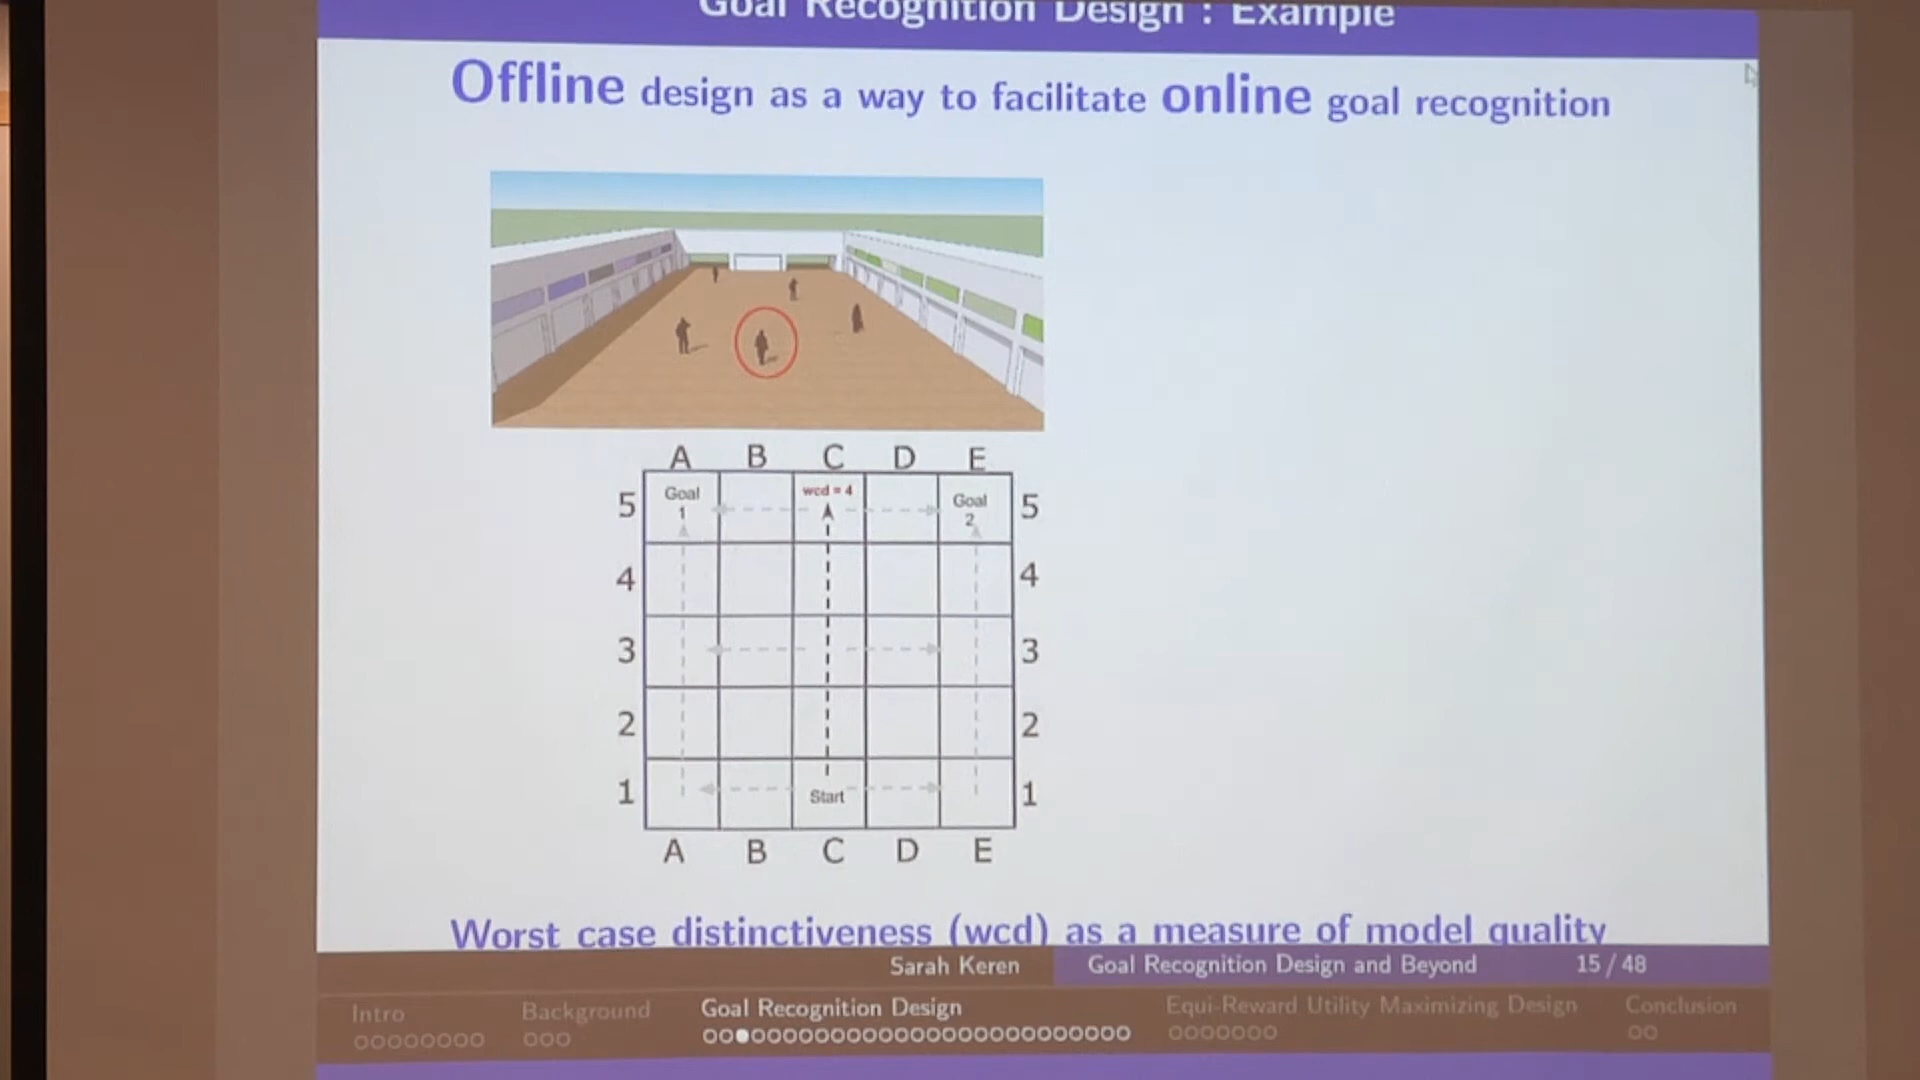 Goal Recognition Design : Example
Offline design as a way to facilitate online goal recognition
A B C D E
5 Goal 1 wcd = 4 Goal 2 5
4 4
3 3
2 2
1 Start 1
A B C D E
Worst case distinctiveness (wcd) as a measure of model quality
Sarah Keren Goal Recognition Design and Beyond 15 / 48
Intro Background Goal Recognition Design Equi-Reward Utility Maximizing Design Conclusion